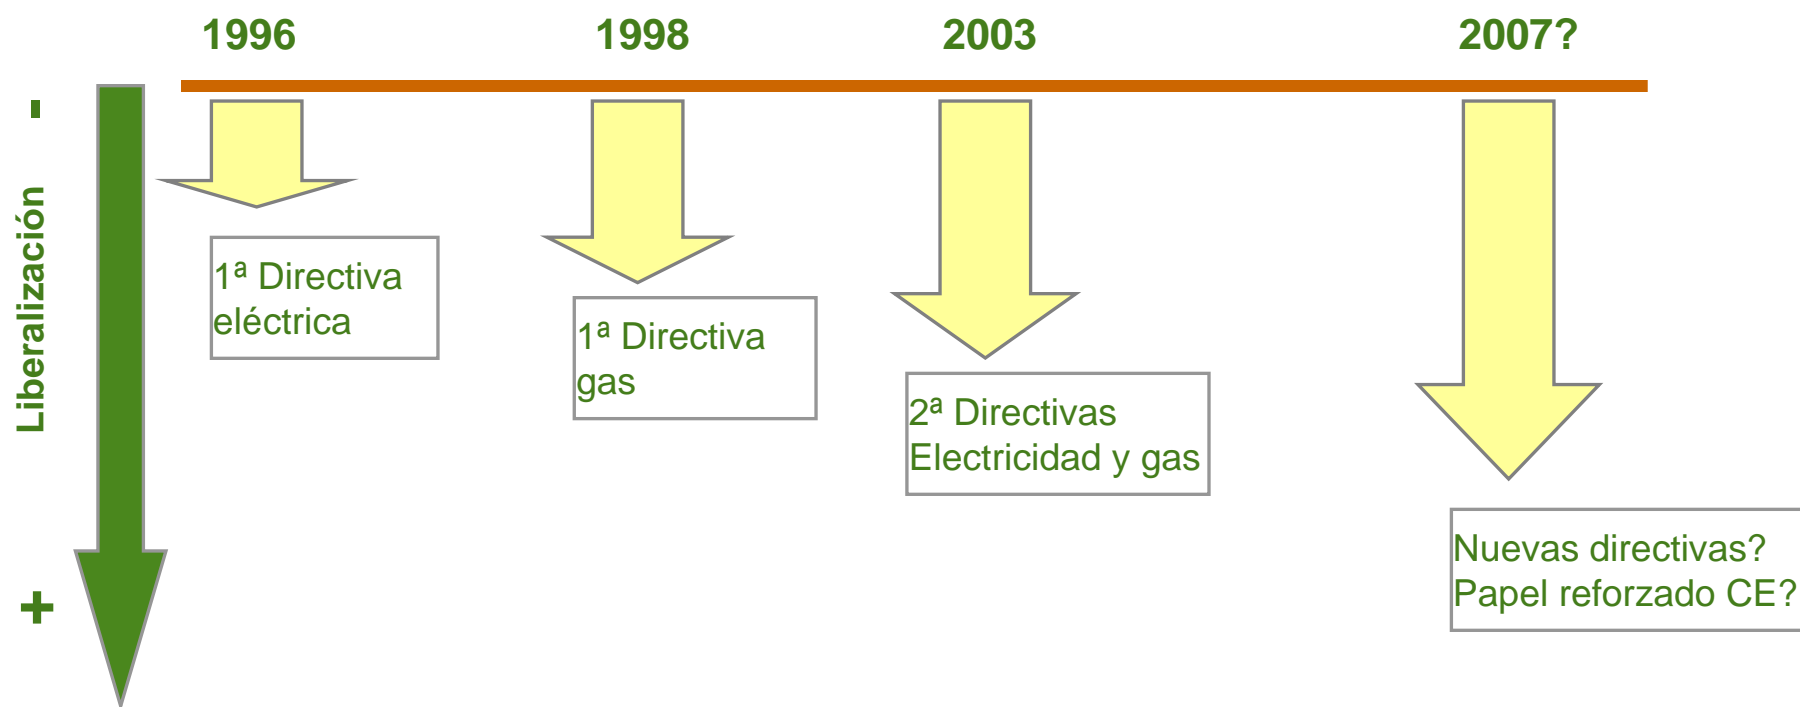 1996
1998
2003
2007?
-
Liberalización
+
1ª Directiva
eléctrica
1ª Directiva
gas
2ª Directivas
Electricidad y gas
Nuevas directivas?
Papel reforzado CE?